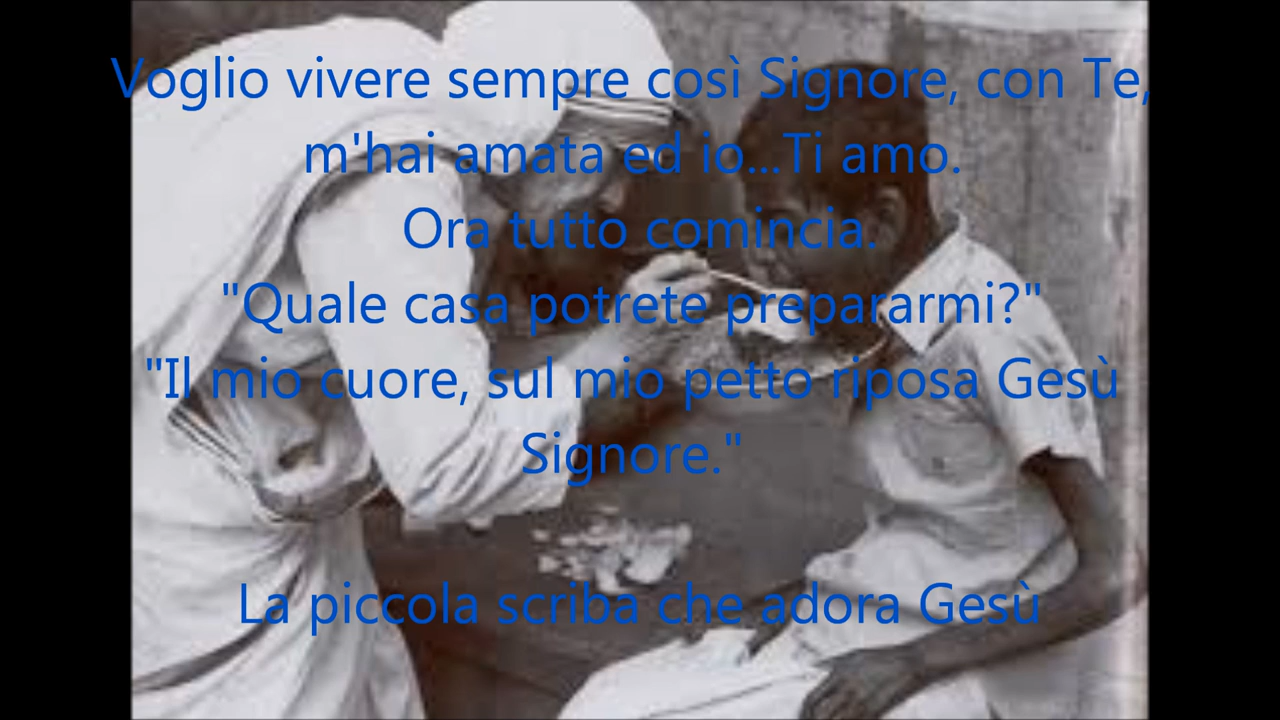 Voglio vivere sempre così Signore, con Te,
m'hai amata ed io...Ti amo.
Ora tutto comincia.
"Quale casa potrete prepararmi?"
"Il mio cuore, sul mio petto riposa Gesù
Signore."
La piccola scriba che adora Gesù